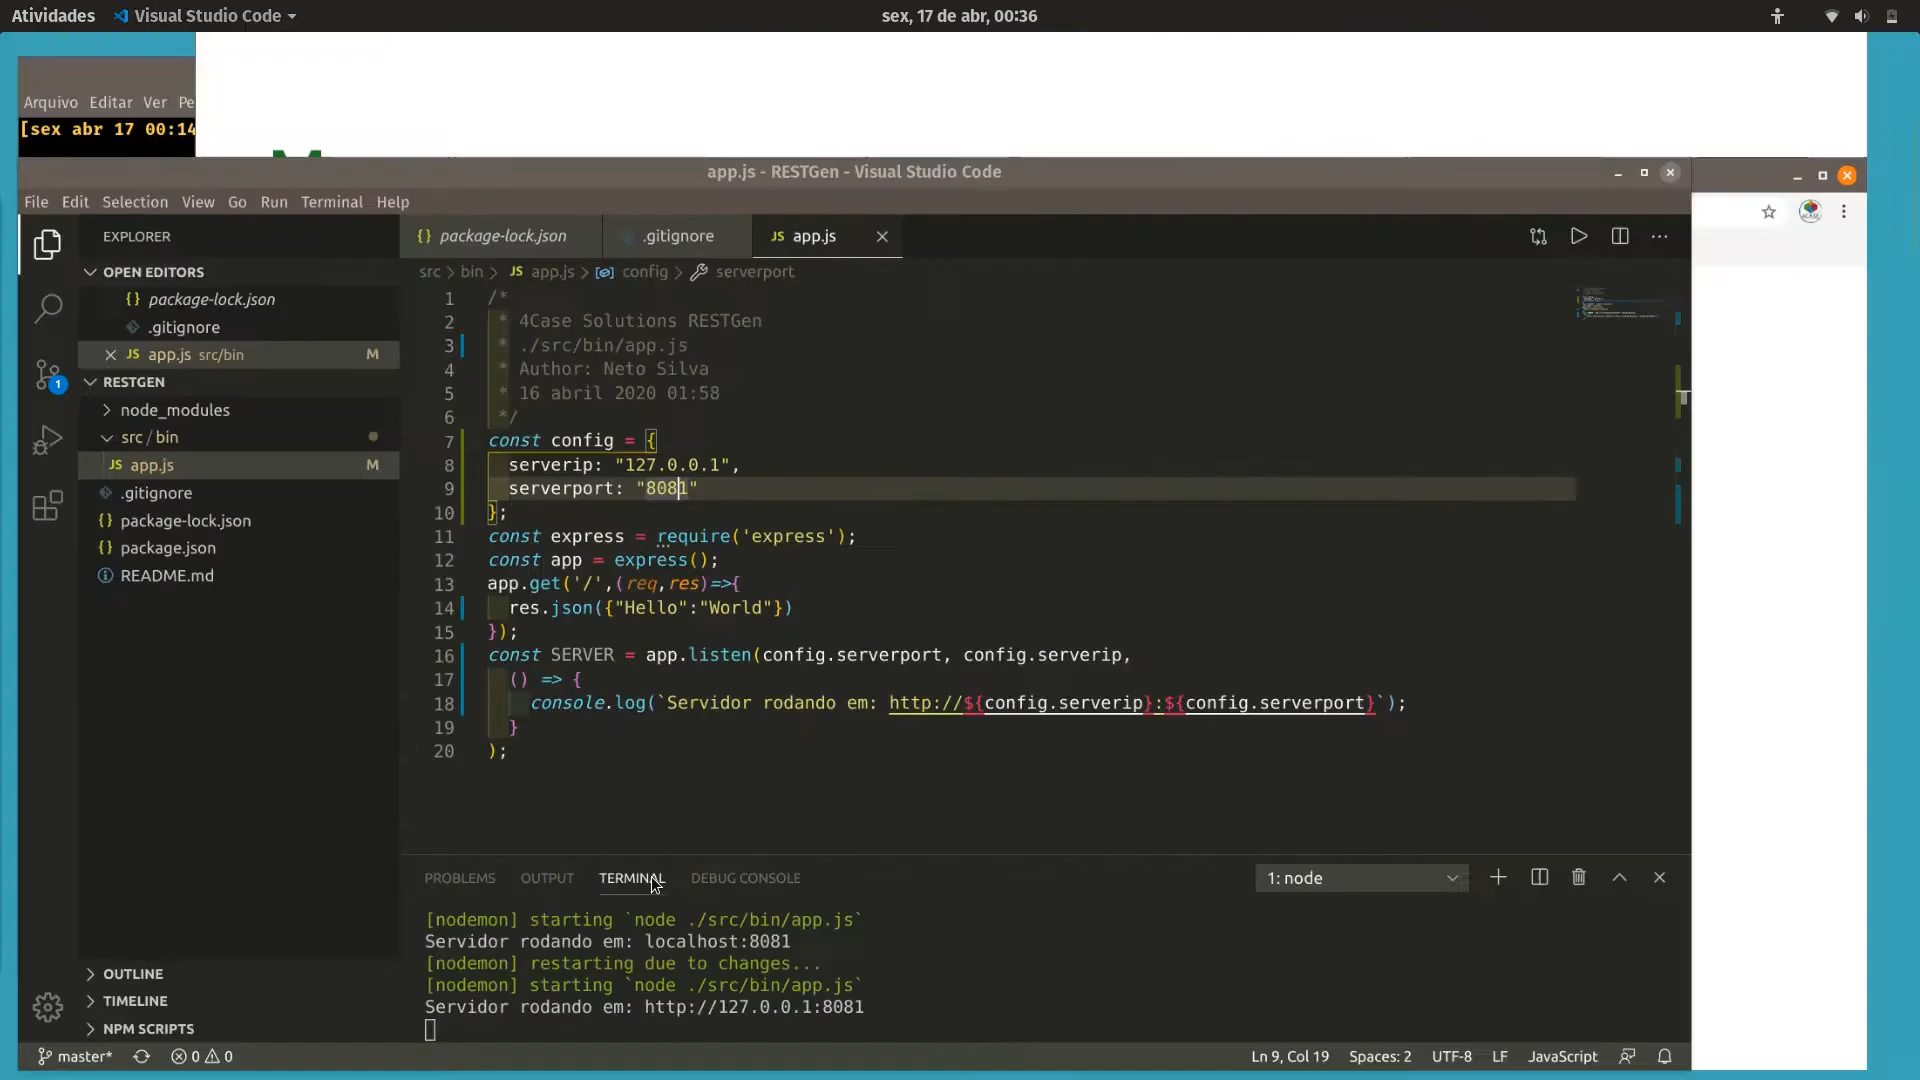 Atividades Visual Studio Code sex, 17 de abr, 00:36
Arquivo Editar Ver Pe
[sex abr 17 00:14
app.js - RESTGen - Visual Studio Code
File Edit Selection View Go Run Terminal Help
EXPLORER
{} package-lock.json .gitignore JS app.js
OPEN EDITORS
{} package-lock.json
.gitignore
JS app.js src/bin M
RESTGEN
node_modules
src / bin
JS app.js M
.gitignore
{} package-lock.json
{} package.json
README.md
OUTLINE
TIMELINE
NPM SCRIPTS
src > bin > JS app.js > config > serverport
1 /*
2 * 4Case Solutions RESTGen
3 * ./src/bin/app.js
4 * Author: Neto Silva
5 * 16 abril 2020 01:58
6 */
7 const config = {
8 serverip: "127.0.0.1",
9 serverport: "8081"
10 };
11 const express = require('express');
12 const app = express();
13 app.get('/',(req,res)=>{
14 res.json({"Hello":"World"})
15 });
16 const SERVER = app.listen(config.serverport, config.serverip,
17 () => {
18 console.log(`Servidor rodando em: http://${config.serverip}:${config.serverport}`);
19 }
20 );
PROBLEMS OUTPUT TERMINAL DEBUG CONSOLE 1: node
[nodemon] starting `node ./src/bin/app.js`
Servidor rodando em: localhost:8081
[nodemon] restarting due to changes...
[nodemon] starting `node ./src/bin/app.js`
Servidor rodando em: http://127.0.0.1:8081
master* 0 0 Ln 9, Col 19 Spaces: 2 UTF-8 LF JavaScript
1